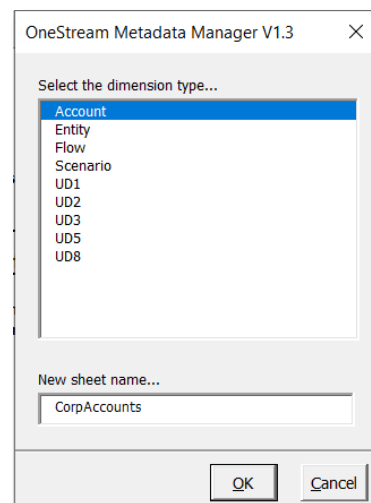 OneStream Metadata Manager V1.3
Select the dimension type...
Account
Entity
Flow
Scenario
UD1
UD2
UD3
UD5
UD8
New sheet name...
CorpAccounts
OK Cancel